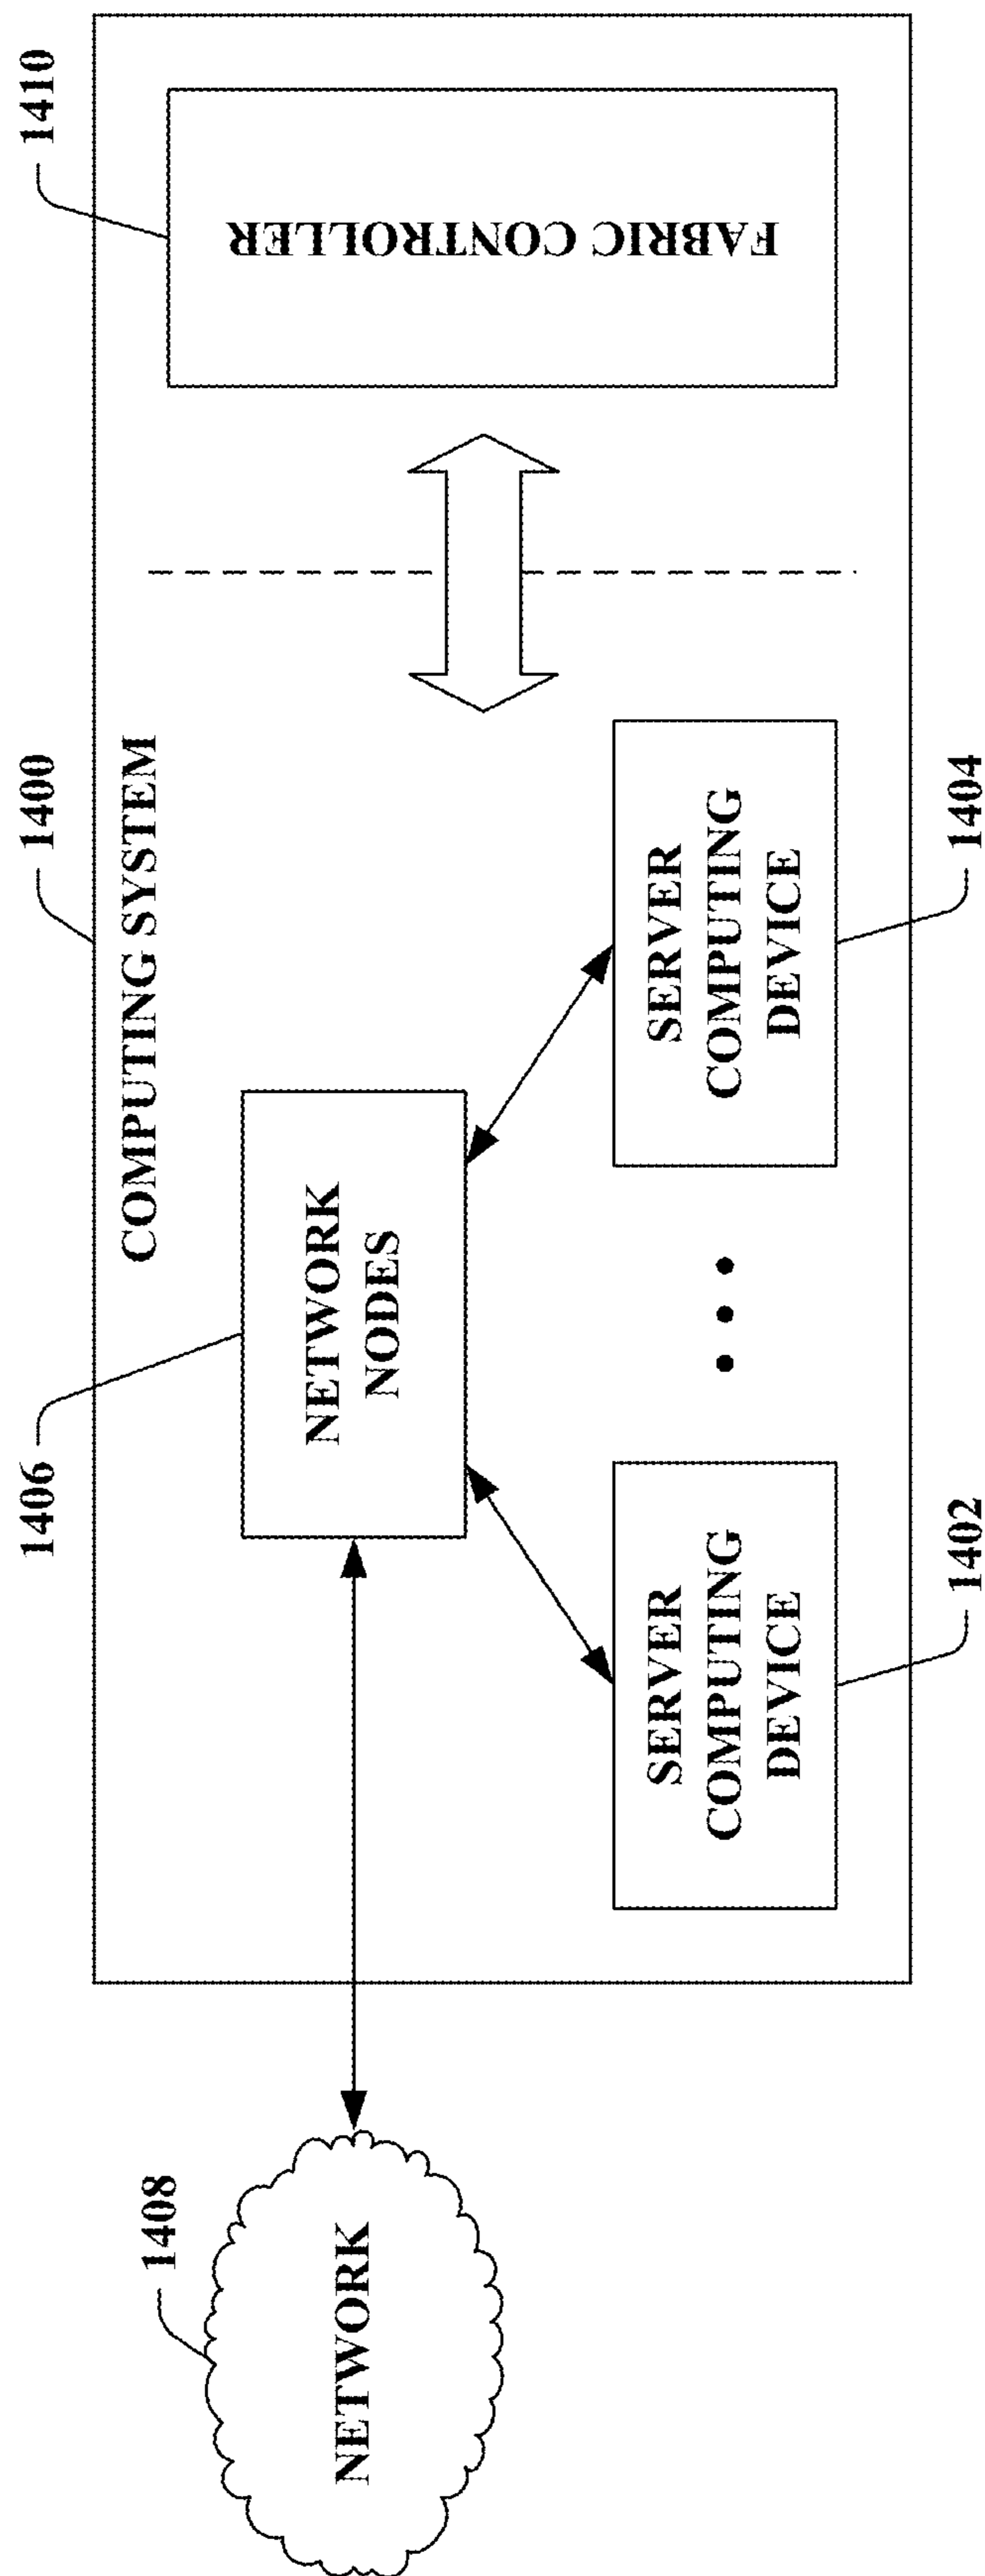 1400
COMPUTING SYSTEM
1410
FABRIC CONTROLLER
1406
NETWORK
NODES
1408
NETWORK
SERVER
COMPUTING
DEVICE
1402
SERVER
COMPUTING
DEVICE
1404